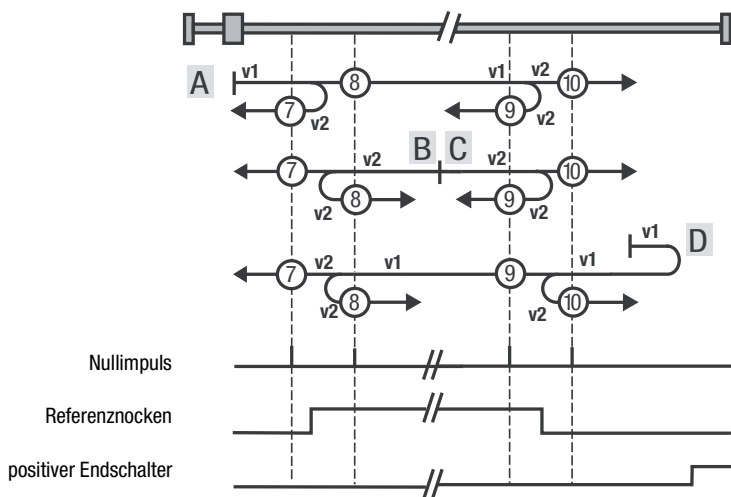 A v1 8 v1 v2 10
7 v2 9 v2
7 v2 B C v2 10
v2 8 9 v2
v1 D
7 v2 v1 9 v1
v2 8 v2 10
Nullimpuls
Referenznocken
positiver Endschalter